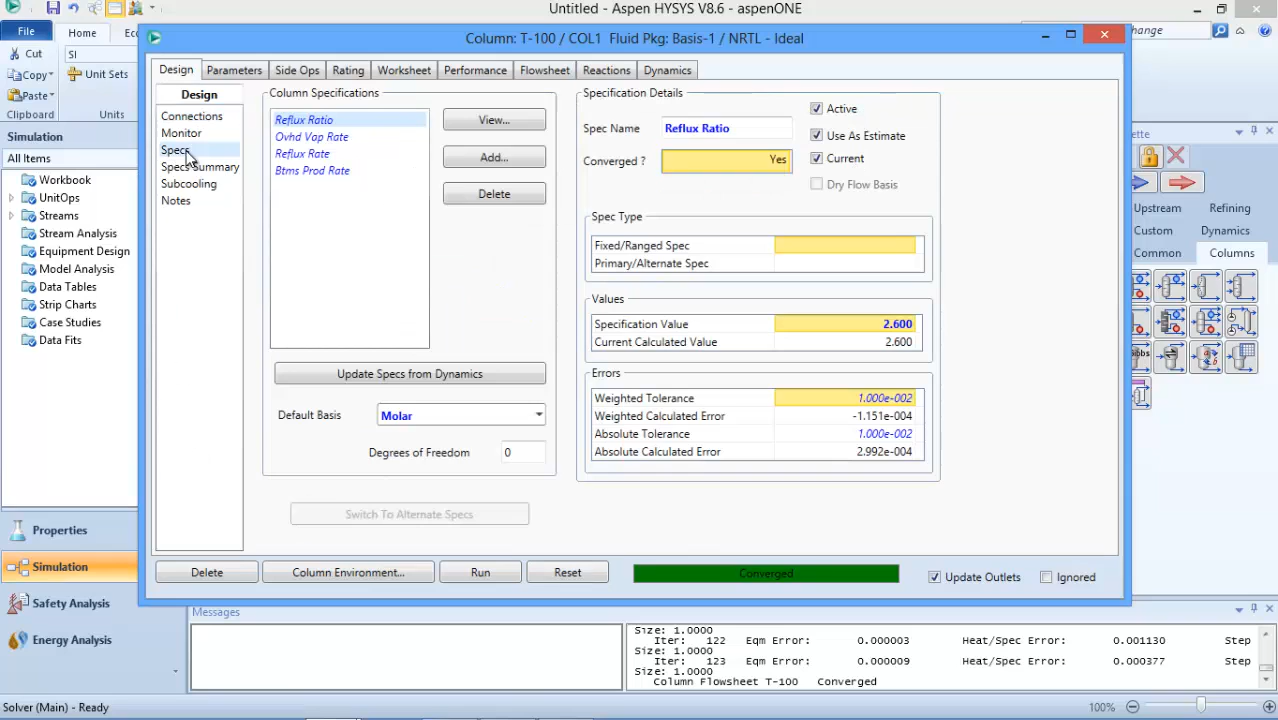 Untitled - Aspen HYSYS V8.6 - aspenONE
File
Home
Cut
SI
Copy
Unit Sets
Paste
Clipboard
Units
Simulation
All Items
Workbook
UnitOps
Streams
Stream Analysis
Equipment Design
Model Analysis
Data Tables
Strip Charts
Case Studies
Data Fits
Properties
Simulation
Safety Analysis
Energy Analysis
Column: T-100 / COL1 Fluid Pkg: Basis-1 / NRTL - Ideal
Design Parameters Side Ops Rating Worksheet Performance Flowsheet Reactions Dynamics
Design
Connections
Monitor
Specs
Specs Summary
Subcooling
Notes
Column Specifications
Reflux Ratio
Ovhd Vap Rate
Reflux Rate
Btms Prod Rate
View...
Add...
Delete
Update Specs from Dynamics
Default Basis Molar
Degrees of Freedom 0
Switch To Alternate Specs
Specification Details
Spec Name Reflux Ratio
Converged ? Yes
Active
Use As Estimate
Current
Dry Flow Basis
Spec Type
Fixed/Ranged Spec
Primary/Alternate Spec
Values
Specification Value 2.600
Current Calculated Value 2.600
Errors
Weighted Tolerance 1.000e-002
Weighted Calculated Error -1.151e-004
Absolute Tolerance 1.000e-002
Absolute Calculated Error 2.992e-004
Delete Column Environment... Run Reset Converged Update Outlets Ignored
change
ette
Upstream Refining
Custom Dynamics
Common Columns
Messages
Size: 1.0000
Iter: 122 Eqm Error: 0.000003 Heat/Spec Error: 0.001130 Step
Size: 1.0000
Iter: 123 Eqm Error: 0.000009 Heat/Spec Error: 0.000377 Step
Size: 1.0000
Column Flowsheet T-100 Converged
Solver (Main) - Ready
100%